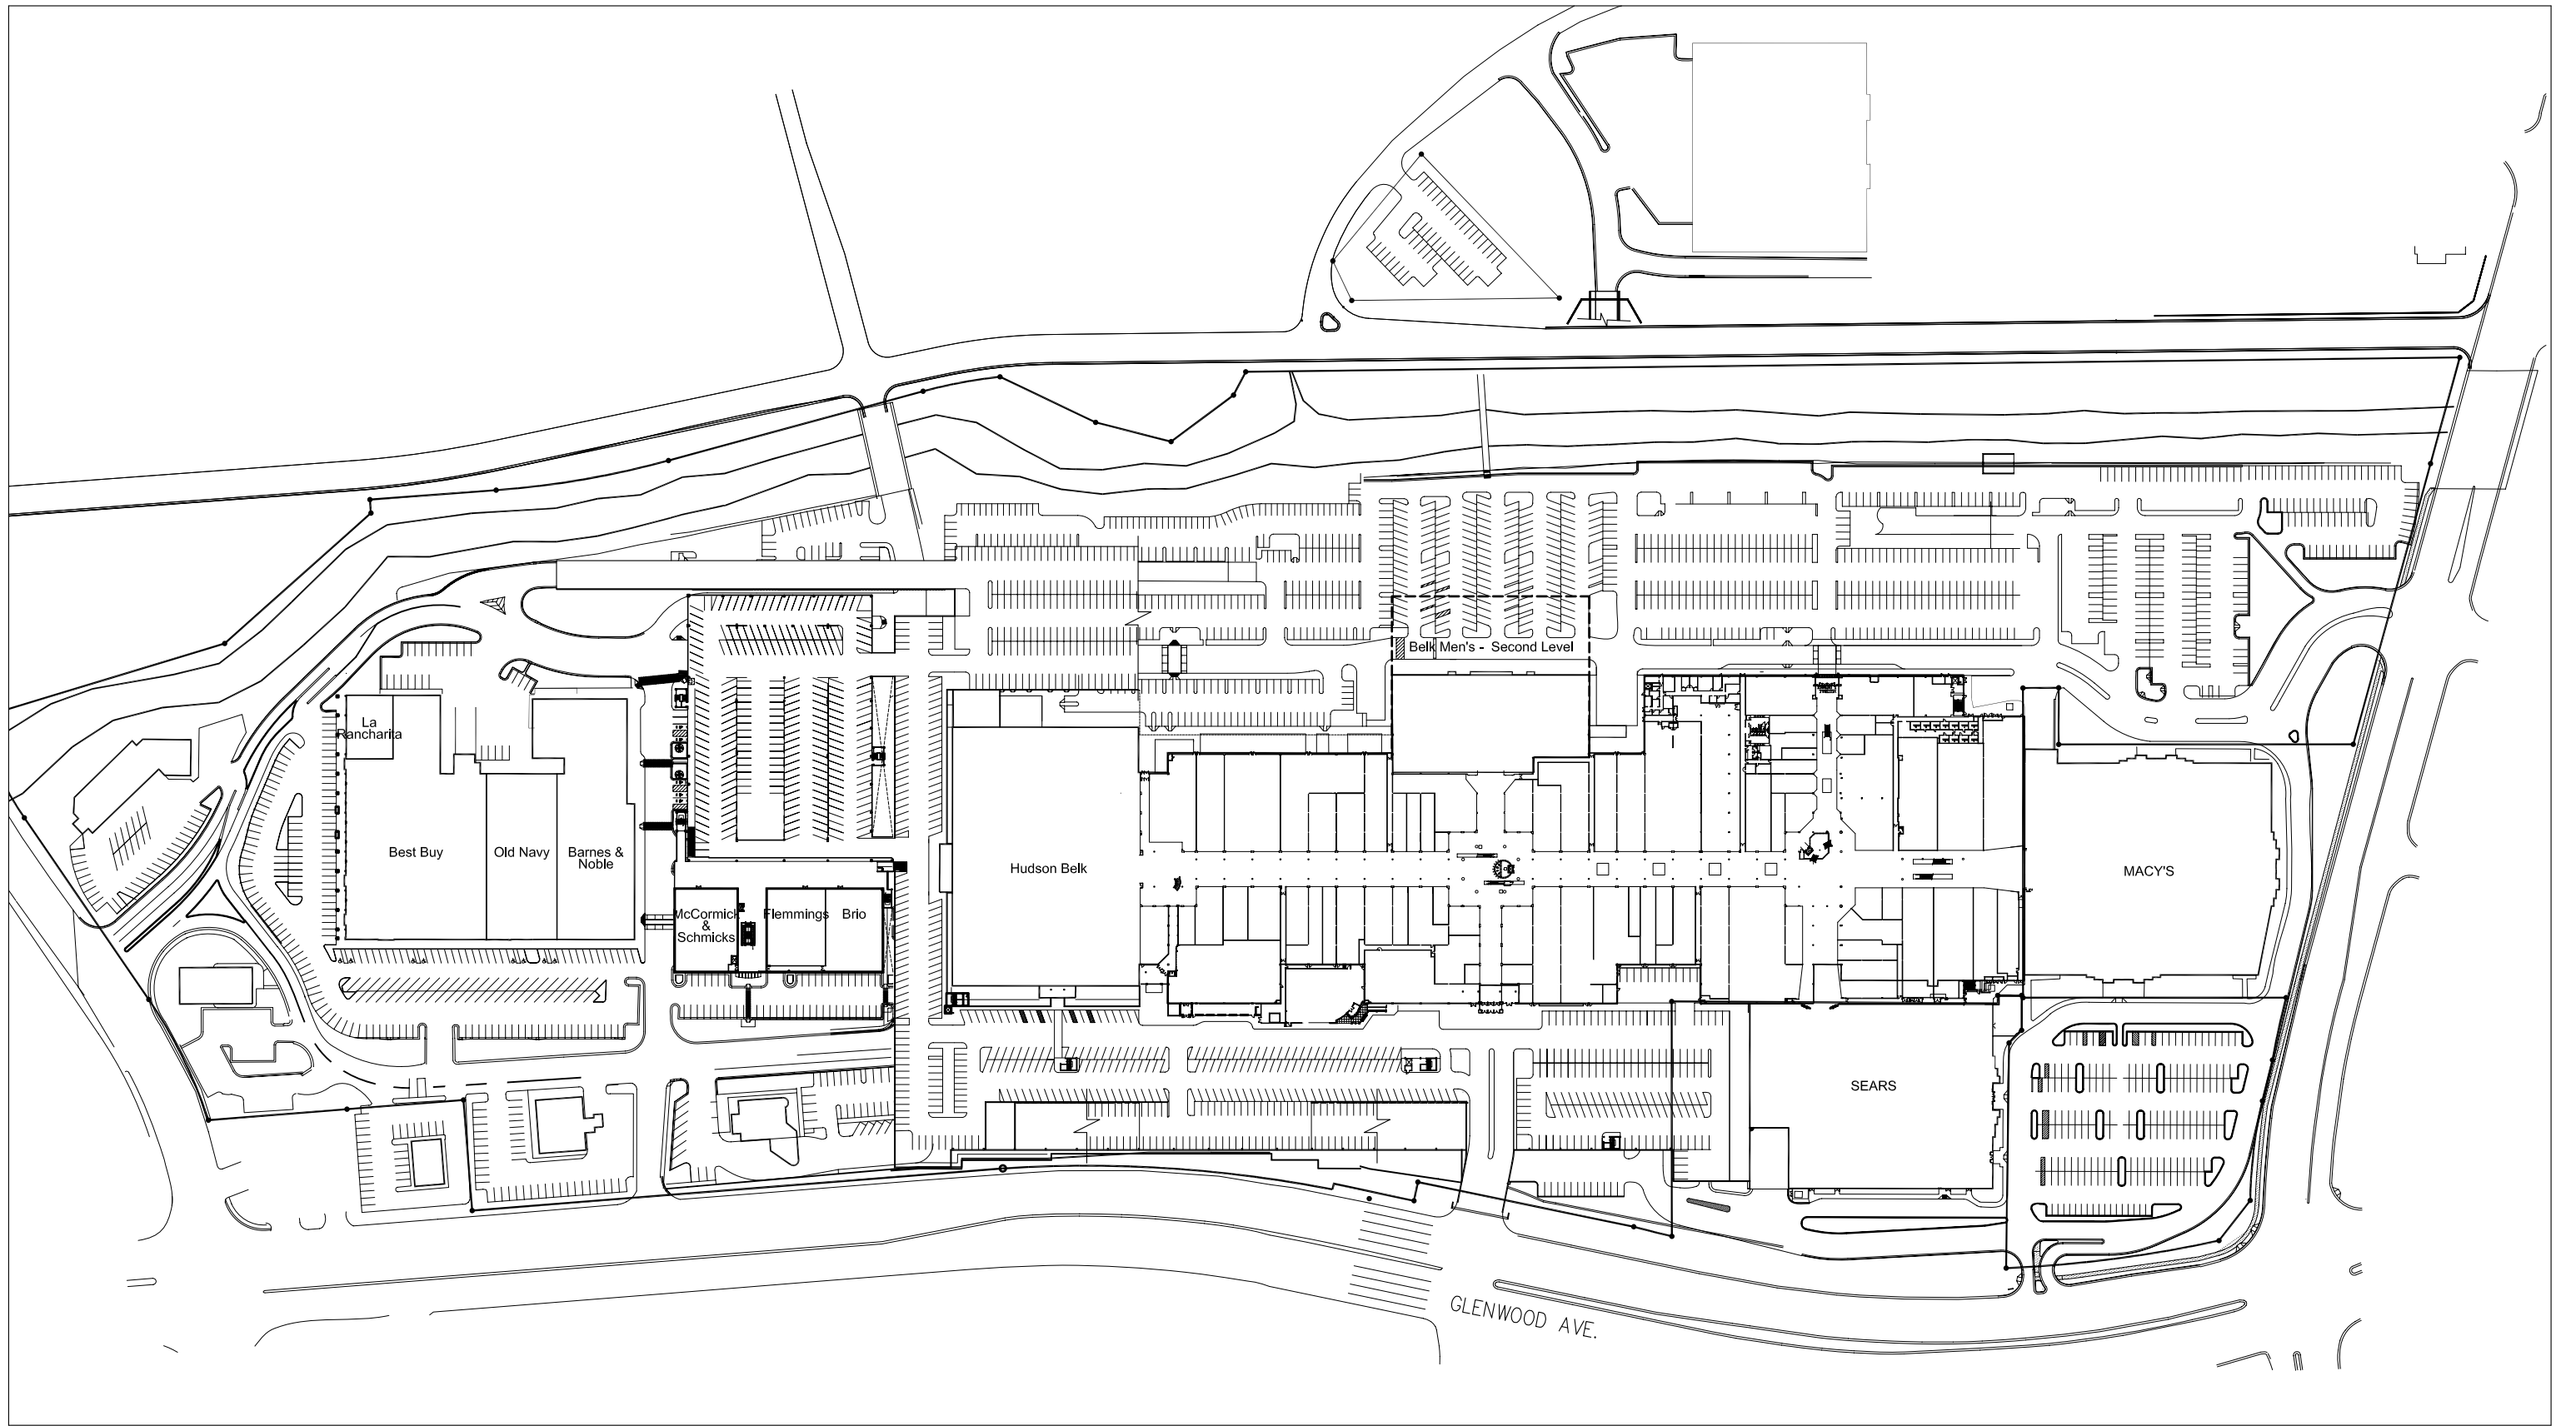 Belk Men's - Second Level
La
Rancharita
Best Buy
Old Navy
Barnes &
Noble
Hudson Belk
MACY'S
McCormick
&
Schmicks
Flemmings
Brio
SEARS
GLENWOOD AVE.